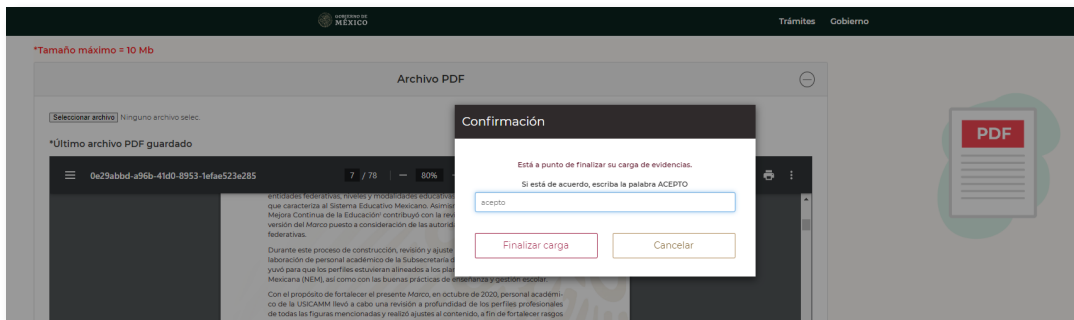 GOBIERNO DE
MÉXICO
Trámites Gobierno
*Tamaño máximo = 10 Mb
Archivo PDF
Seleccionar archivo Ninguno archivo selec.
*Último archivo PDF guardado
0e29abbd-a96b-41d0-8953-1efae523e285 7 / 78 80%
entidades federativas, niveles y modalidades educativas
que caracteriza al Sistema Educativo Mexicano. Asimis
Mejora Continua de la Educación¹ contribuyó con la revi
versión del Marco puesto a consideración de las autorida
federativas.
Durante este proceso de construcción, revisión y ajuste
laboración de personal académico de la Subsecretaría d
yuvó para que los perfiles estuvieran alineados a los plan
Mexicana (NEM), así como con las buenas prácticas de enseñanza y gestión escolar.
Con el propósito de fortalecer el presente Marco, en octubre de 2020, personal académi-
co de la USICAMM llevó a cabo una revisión a profundidad de los perfiles profesionales
de todas las figuras mencionadas y realizó ajustes al contenido, a fin de fortalecer rasgos
Confirmación
Está a punto de finalizar su carga de evidencias.
Si está de acuerdo, escriba la palabra ACEPTO
acepto
Finalizar carga Cancelar
PDF